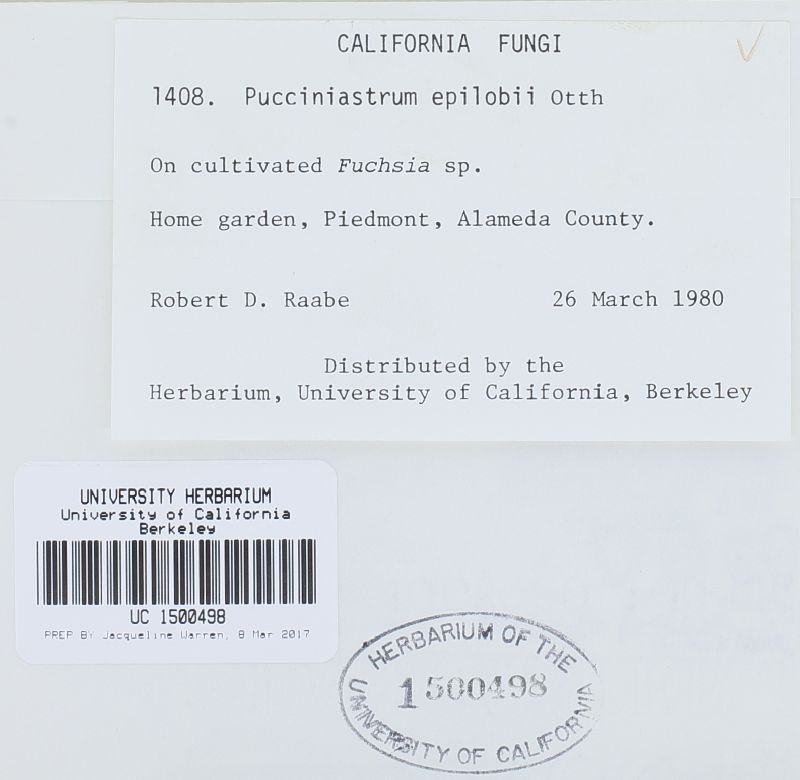 CALIFORNIA FUNGI
1408. Pucciniastrum epilobii Otth
On cultivated Fuchsia sp.
Home garden, Piedmont, Alameda County.
Robert D. Raabe 26 March 1980
Distributed by the
Herbarium, University of California, Berkeley
UNIVERSITY HERBARIUM
University of California
Berkeley
UC 1500498
PREP BY Jacqueline Warren, 8 Mar 2017
HERBARIUM OF THE
1500498
UNIVERSITY OF CALIFORNIA